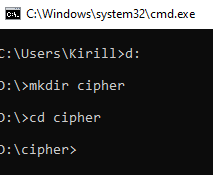 C:\Windows\system32\cmd.exe
C:\Users\Kirill>d:
D:\>mkdir cipher
D:\>cd cipher
D:\cipher>